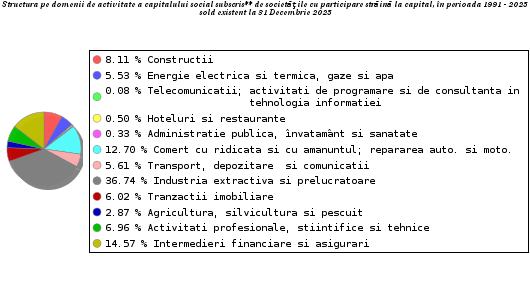 Structura pe domenii de activitate a capitalului social subscris** de societăţile cu participare străină la capital, în perioada 1991 - 2023
sold existent la 31 Decembrie 2023
8.11 % Constructii
5.53 % Energie electrica si termica, gaze si apa
0.08 % Telecomunicatii; activitati de programare si de consultanta in
tehnologia informatiei
0.50 % Hoteluri si restaurante
0.33 % Administratie publica, învatamânt si sanatate
12.70 % Comert cu ridicata si cu amanuntul; repararea auto. si moto.
5.61 % Transport, depozitare si comunicatii
36.74 % Industria extractiva si prelucratoare
6.02 % Tranzactii imobiliare
2.87 % Agricultura, silvicultura si pescuit
6.96 % Activitati profesionale, stiintifice si tehnice
14.57 % Intermedieri financiare si asigurari